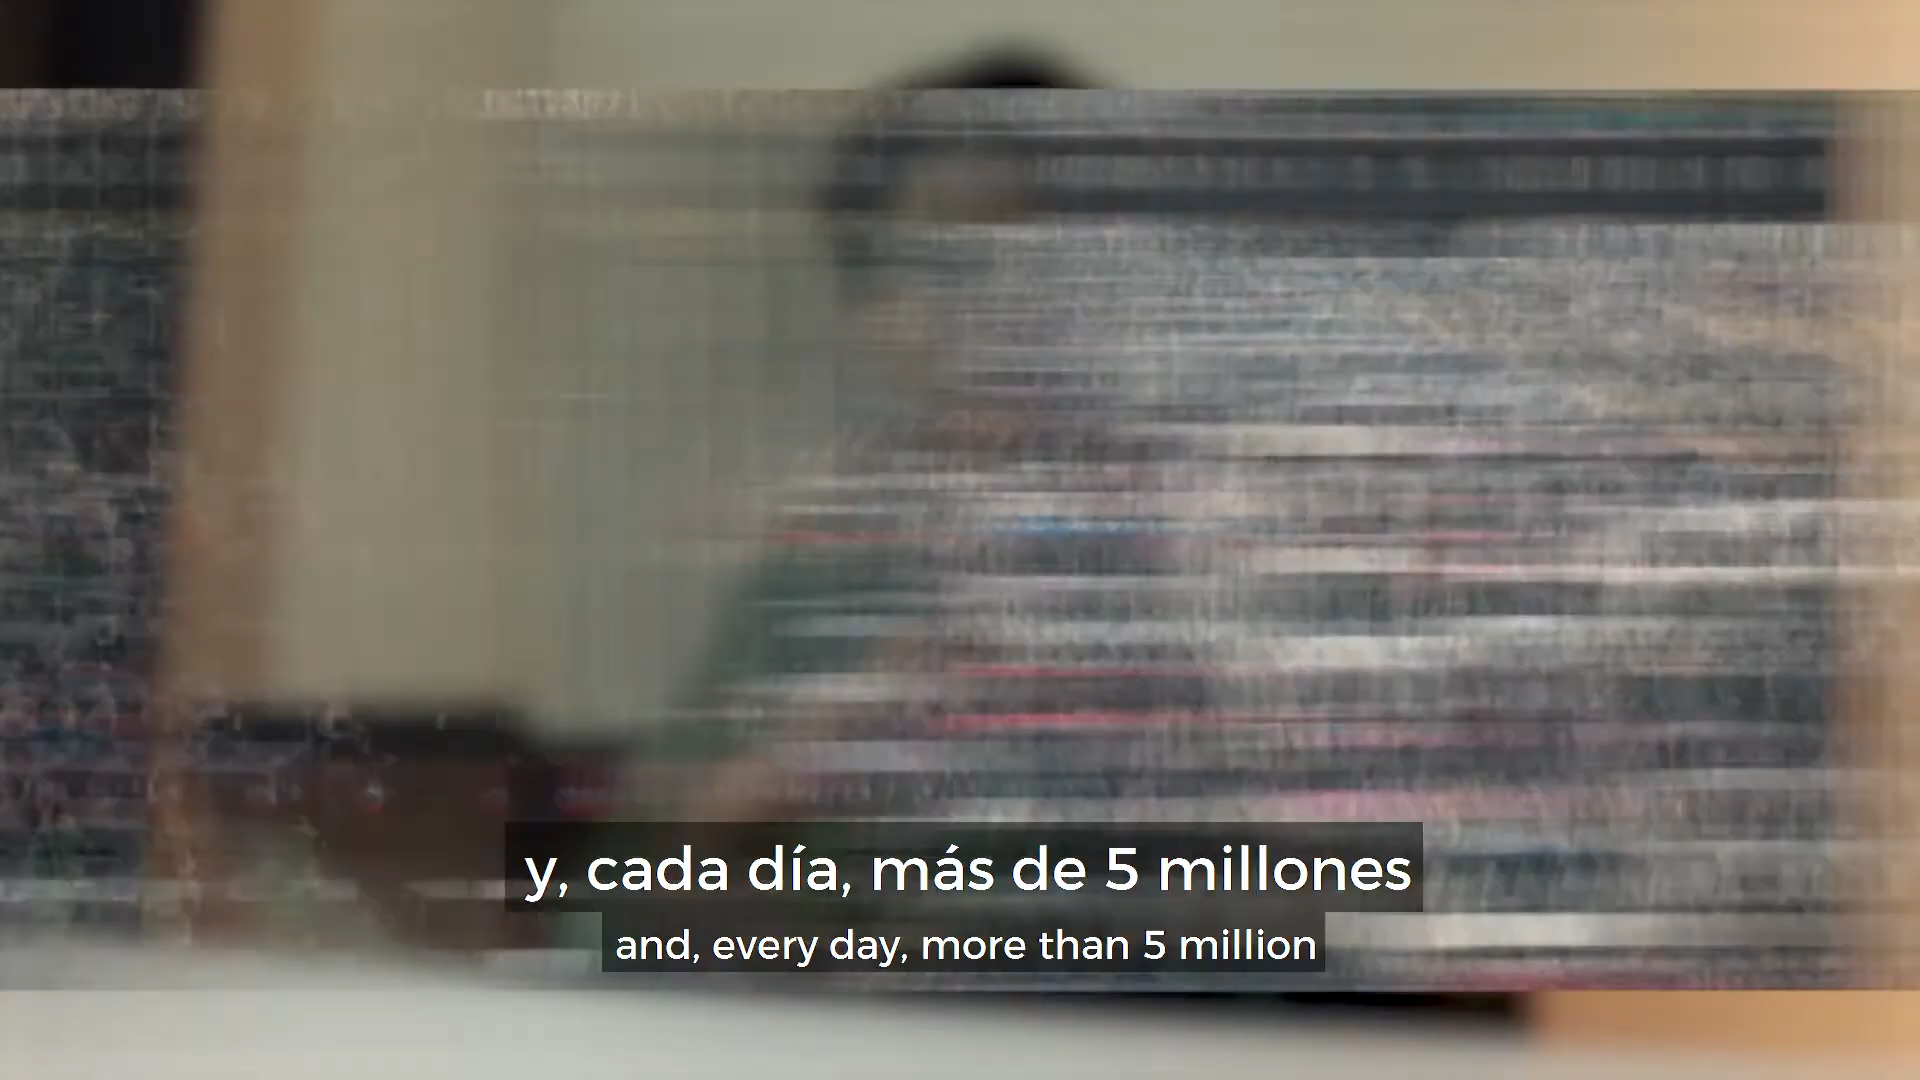 y, cada día, más de 5 millones
and, every day, more than 5 million